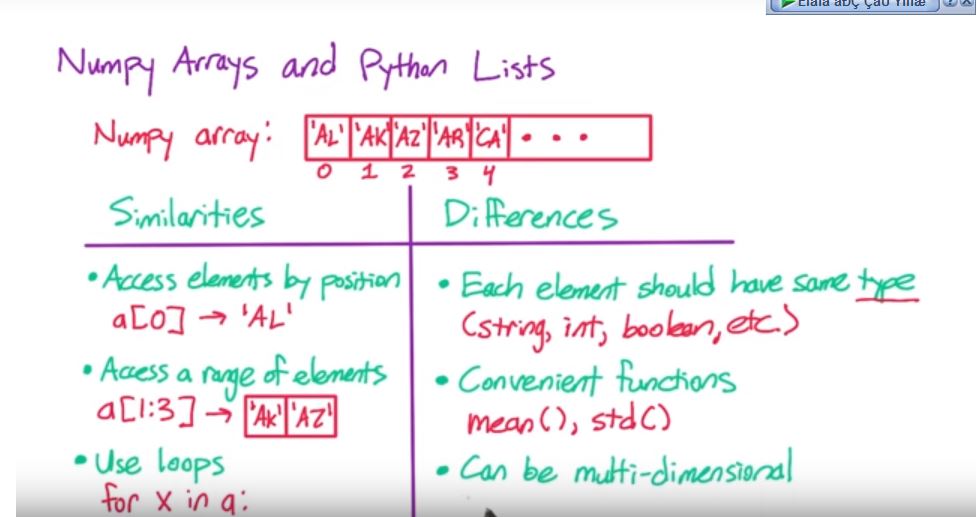 Numpy Arrays and Python Lists
Numpy array: 'AL' 'AK' 'AZ' 'AR' 'CA' • • •
0 1 2 3 4
Similarities
• Access elements by position
a[0] → 'AL'
• Access a range of elements
a[1:3] → 'AK' 'AZ'
• Use loops
for x in a:
Differences
• Each element should have same type
(string, int, boolean, etc.)
• Convenient functions
mean(), std()
• Can be multi-dimensional